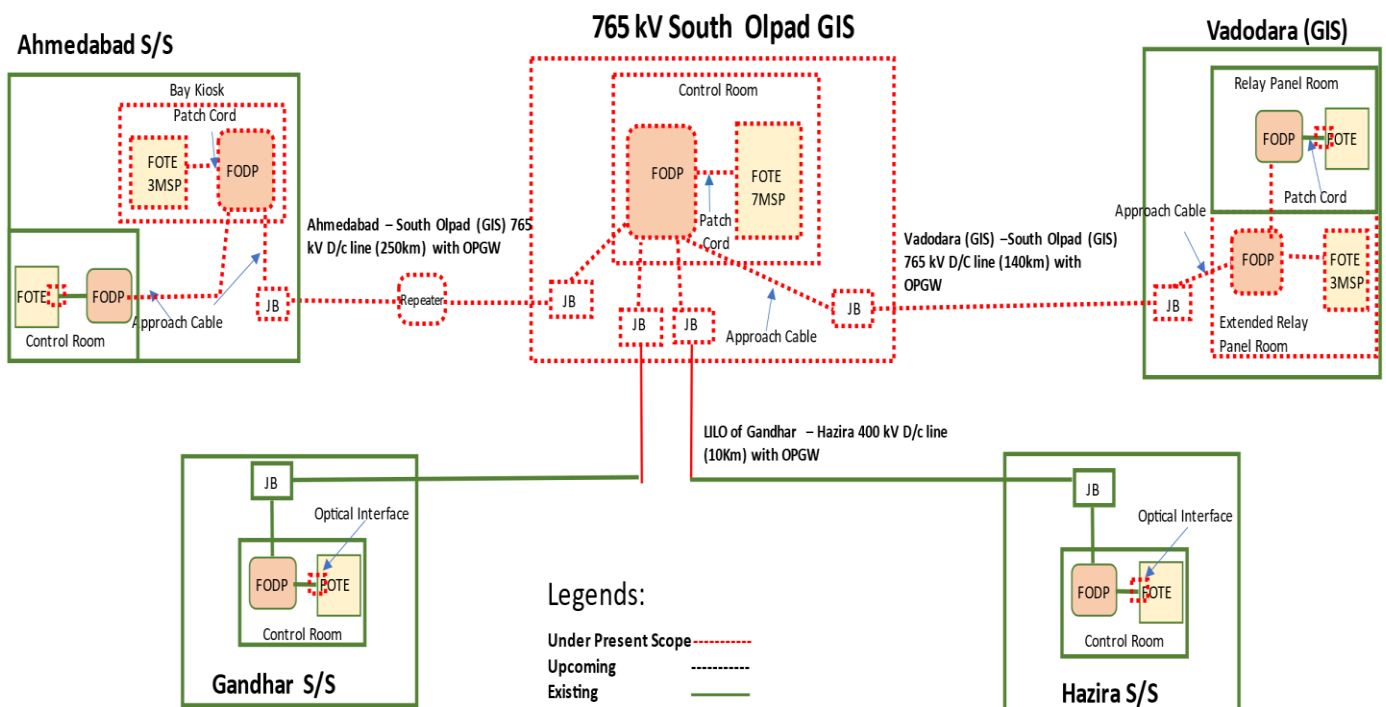 765 kV South Olpad GIS
Ahmedabad S/S
Vadodara (GIS)
Bay Kiosk
Patch Cord
FOTE
3MSP
FODP
FOTE
FODP
Approach Cable
Control Room
JB
Ahmedabad – South Olpad (GIS) 765
kV D/c line (250km) with OPGW
Repeater
Control Room
FODP
FOTE
7MSP
Patch
Cord
JB
JB
JB
JB
Approach Cable
Vadodara (GIS) –South Olpad (GIS)
765 kV D/C line (140km) with
OPGW
Relay Panel Room
FODP
FOTE
Patch Cord
Approach Cable
FODP
FOTE
3MSP
JB
Extended Relay
Panel Room
LILO of Gandhar – Hazira 400 kV D/c line
(10Km) with OPGW
JB
Optical Interface
FODP
FOTE
Control Room
Gandhar S/S
Legends:
Under Present Scope
Upcoming
Existing
JB
Optical Interface
FODP
FOTE
Control Room
Hazira S/S